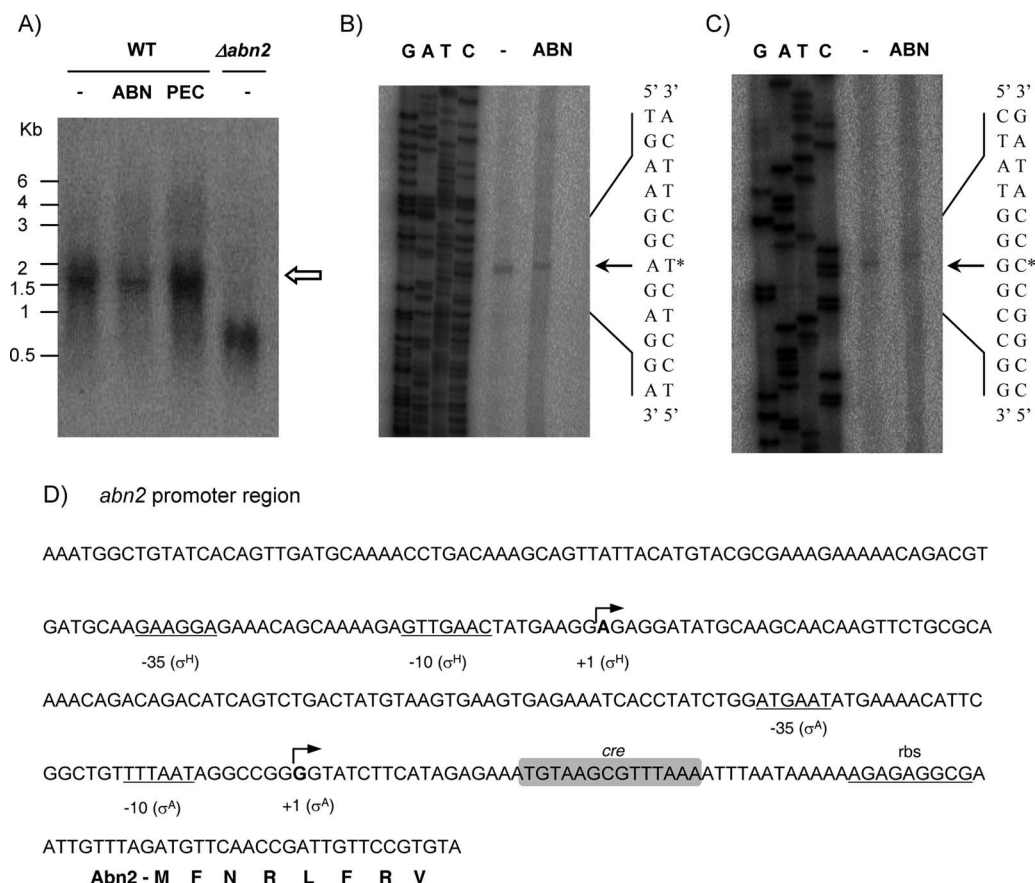 A)
WT
Δabn2
- ABN PEC -
Kb
6
4
3
2
1.5
1
0.5
B)
G A T C - ABN
5' 3'
T A
G C
A T
A T
G C
G C
A T*
G C
A T
G C
G C
A T
3' 5'
C)
G A T C - ABN
5' 3'
C G
T A
A T
T A
G C
G C
G C*
G C
C G
C G
G C
G C
3' 5'
D) abn2 promoter region
AAATGGCTGTATCACAGTTGATGCAAAACCTGACAAAGCAGTTATTACATGTACGCGAAAGAAAAACAGACGT
GATGCAAGAAGGAGAAACAGCAAAAGAGTTGAACTATGAAGGAGAGGATATGCAAGCAACAAGTTCTGCGCA
-35 (σH) -10 (σH) +1 (σH)
AAACAGACAGACATCAGTCTGACTATGTAAGTGAAGTGAGAAATCACCTATCTGGATGAATATGAAAACATTC
-35 (σA)
cre rbs
GGCTGTTTTAATAGGCCGGGGGTATCTTCATAGAGAAATGTAAGCGTTTAAAATTTAATAAAAAAGAGAGGCGA
-10 (σA) +1 (σA)
ATTGTTTAGATGTTCAACCGATTGTTCCGTGTA
Abn2 - M F N R L F R V